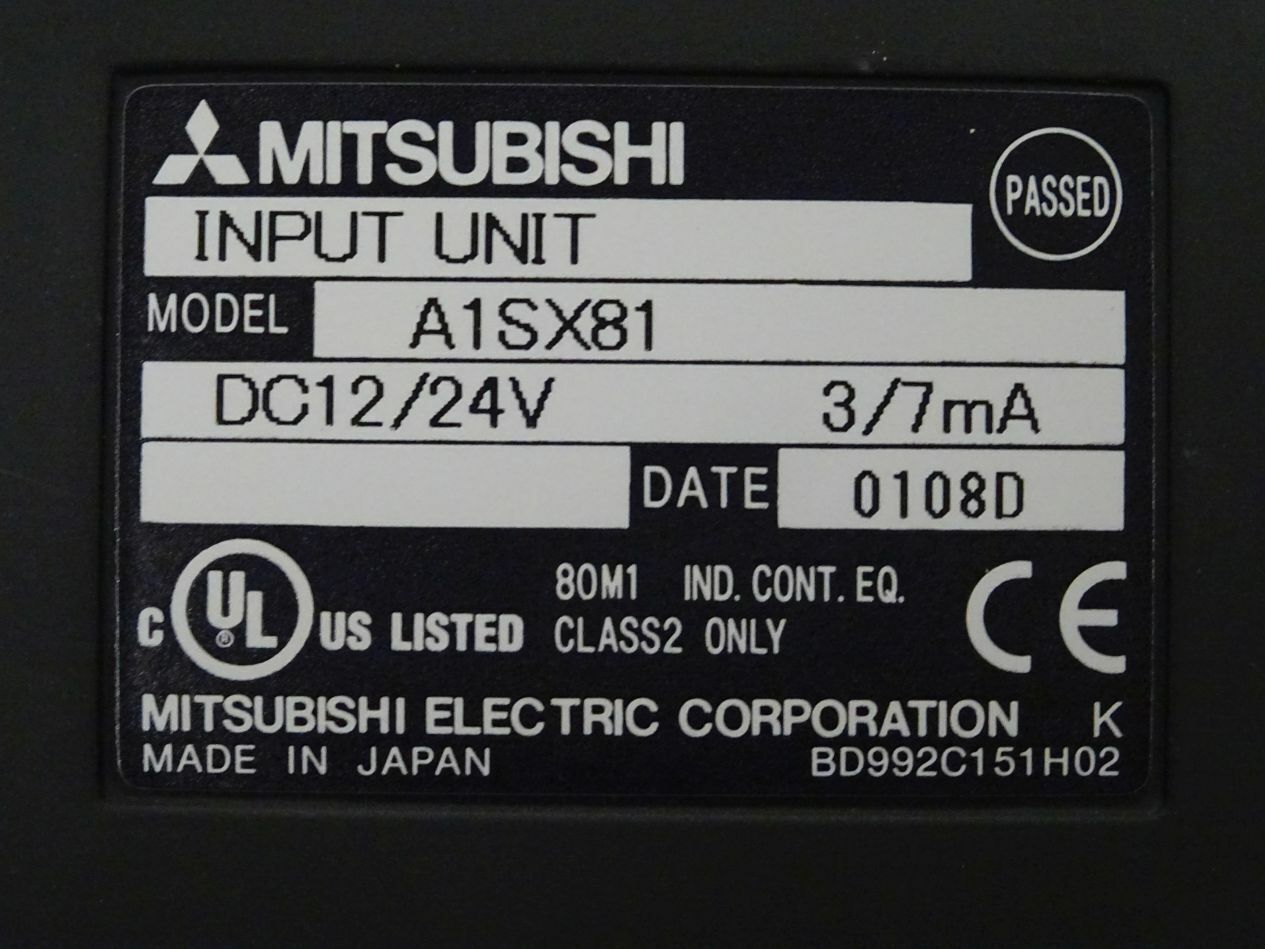 MITSUBISHI
PASSED
INPUT UNIT
MODEL A1SX81
DC12/24V 3/7mA
DATE 0108D
C UL® US LISTED
80M1 IND. CONT. EQ.
CLASS2 ONLY
CE
MITSUBISHI ELECTRIC CORPORATION K
MADE IN JAPAN BD992C151H02